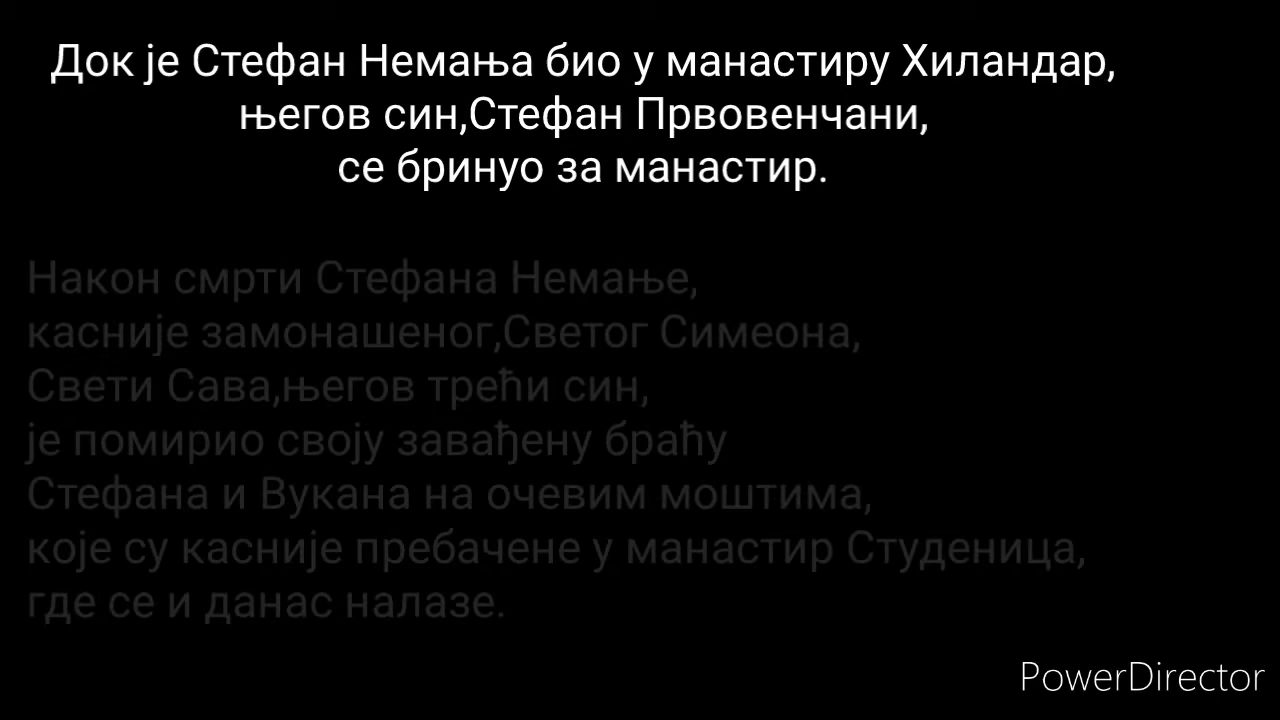 Док је Стефан Немања био у манастиру Хиландар,
његов син,Стефан Првовенчани,
се бринуо за манастир.
Након смрти Стефана Немање,
касније замонашеног,Светог Симеона,
Свети Сава,његов трећи син,
је помирио своју завађену браћу
Стефана и Вукана на очевим моштима,
које су касније пребачене у манастир Студеница,
где се и данас налазе.
PowerDirector